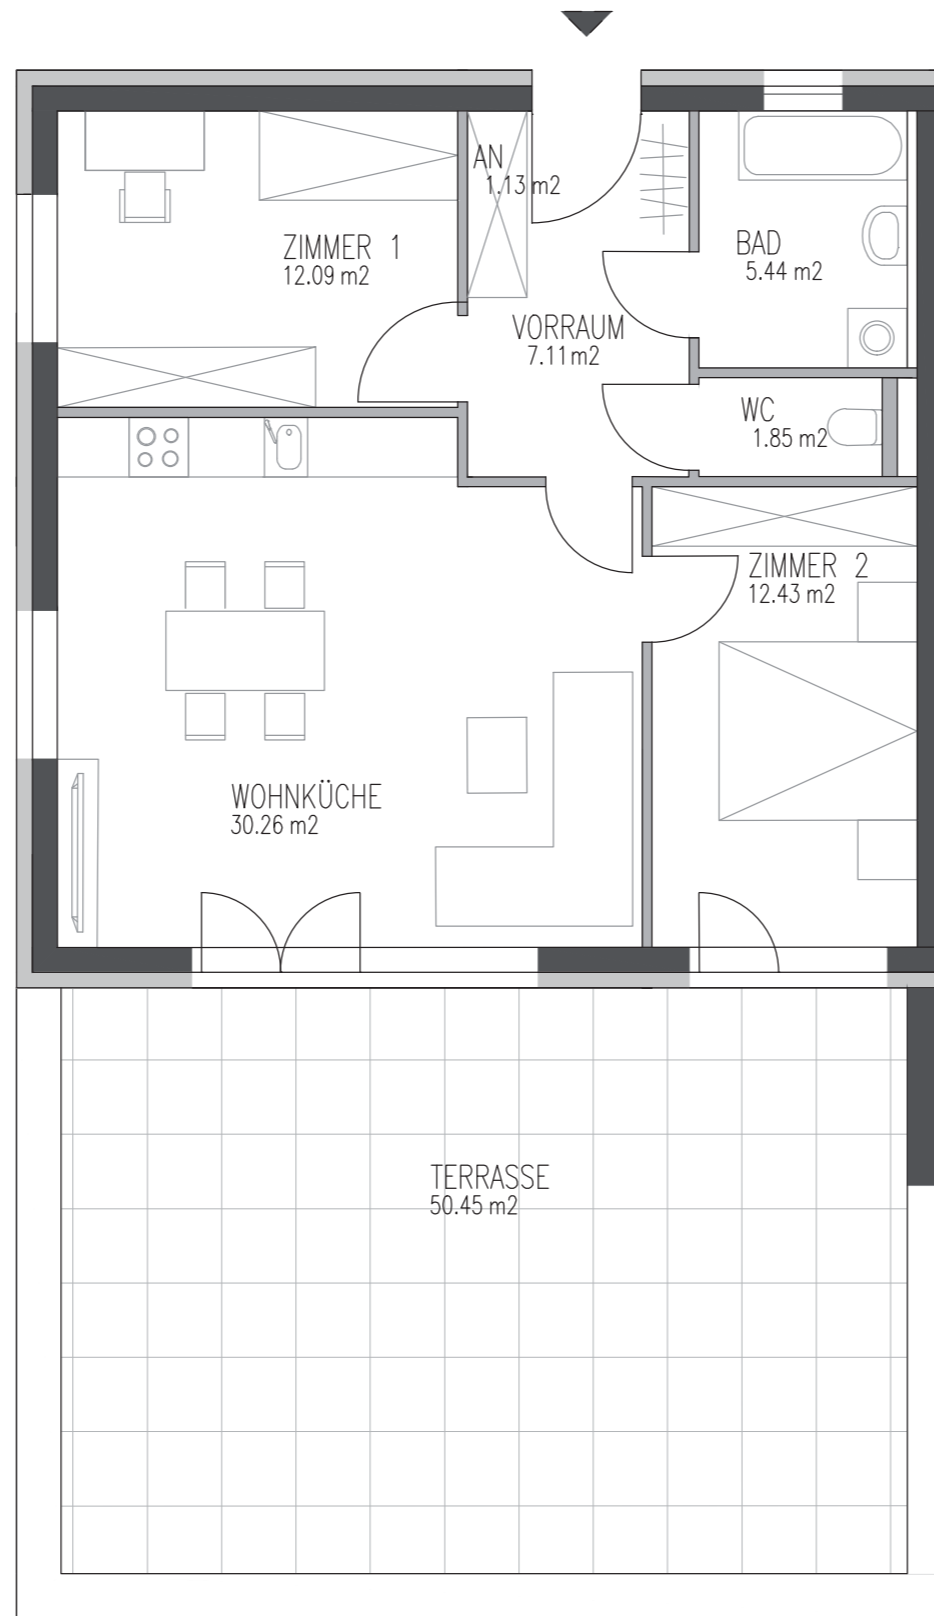 AN
1.13 m2
ZIMMER 1
12.09 m2
BAD
5.44 m2
VORRAUM
7.11 m2
WC
1.85 m2
ZIMMER 2
12.43 m2
WOHNKÜCHE
30.26 m2
TERRASSE
50.45 m2